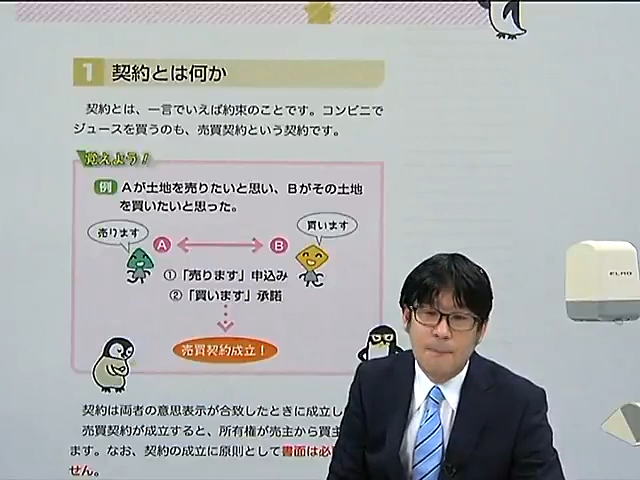 1 契約とは何か
契約とは、一言でいえば約束のことです。コンビニで
ジュースを買うのも、売買契約という契約です。
覚えよう!
例 Aが土地を売りたいと思い、Bがその土地
を買いたいと思った。
売ります
買います
A B
①「売ります」申込み
②「買います」承諾
売買契約成立！
契約は両者の意思表示が合致したときに成立し
売買契約が成立すると、所有権が売主から買主
ます。なお、契約の成立に原則として書面は必
せん。
ELMO